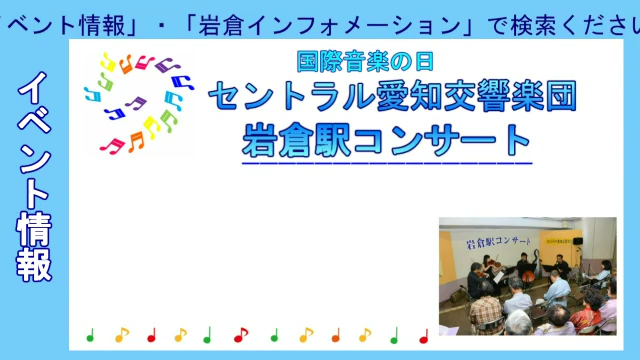 イベント情報」・「岩倉インフォメーション」で検索ください
イベント情報
国際音楽の日
セントラル愛知交響楽団
岩倉駅コンサート
岩倉駅コンサート